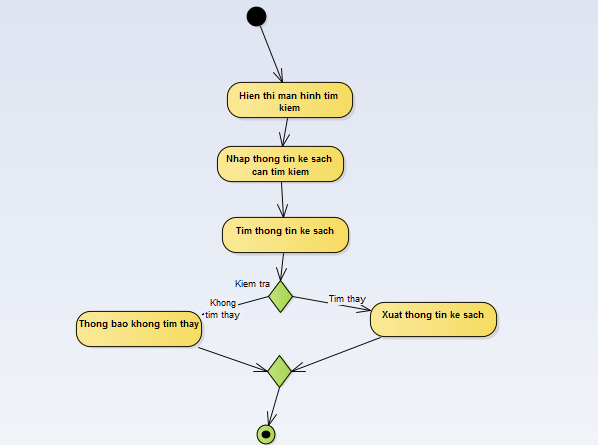 Hien thi man hinh tim
kiem
Nhap thong tin ke sach
can tim kiem
Tim thong tin ke sach
Kiem tra
Khong
tim thay
Tim thay
Thong bao khong tim thay
Xuat thong tin ke sach